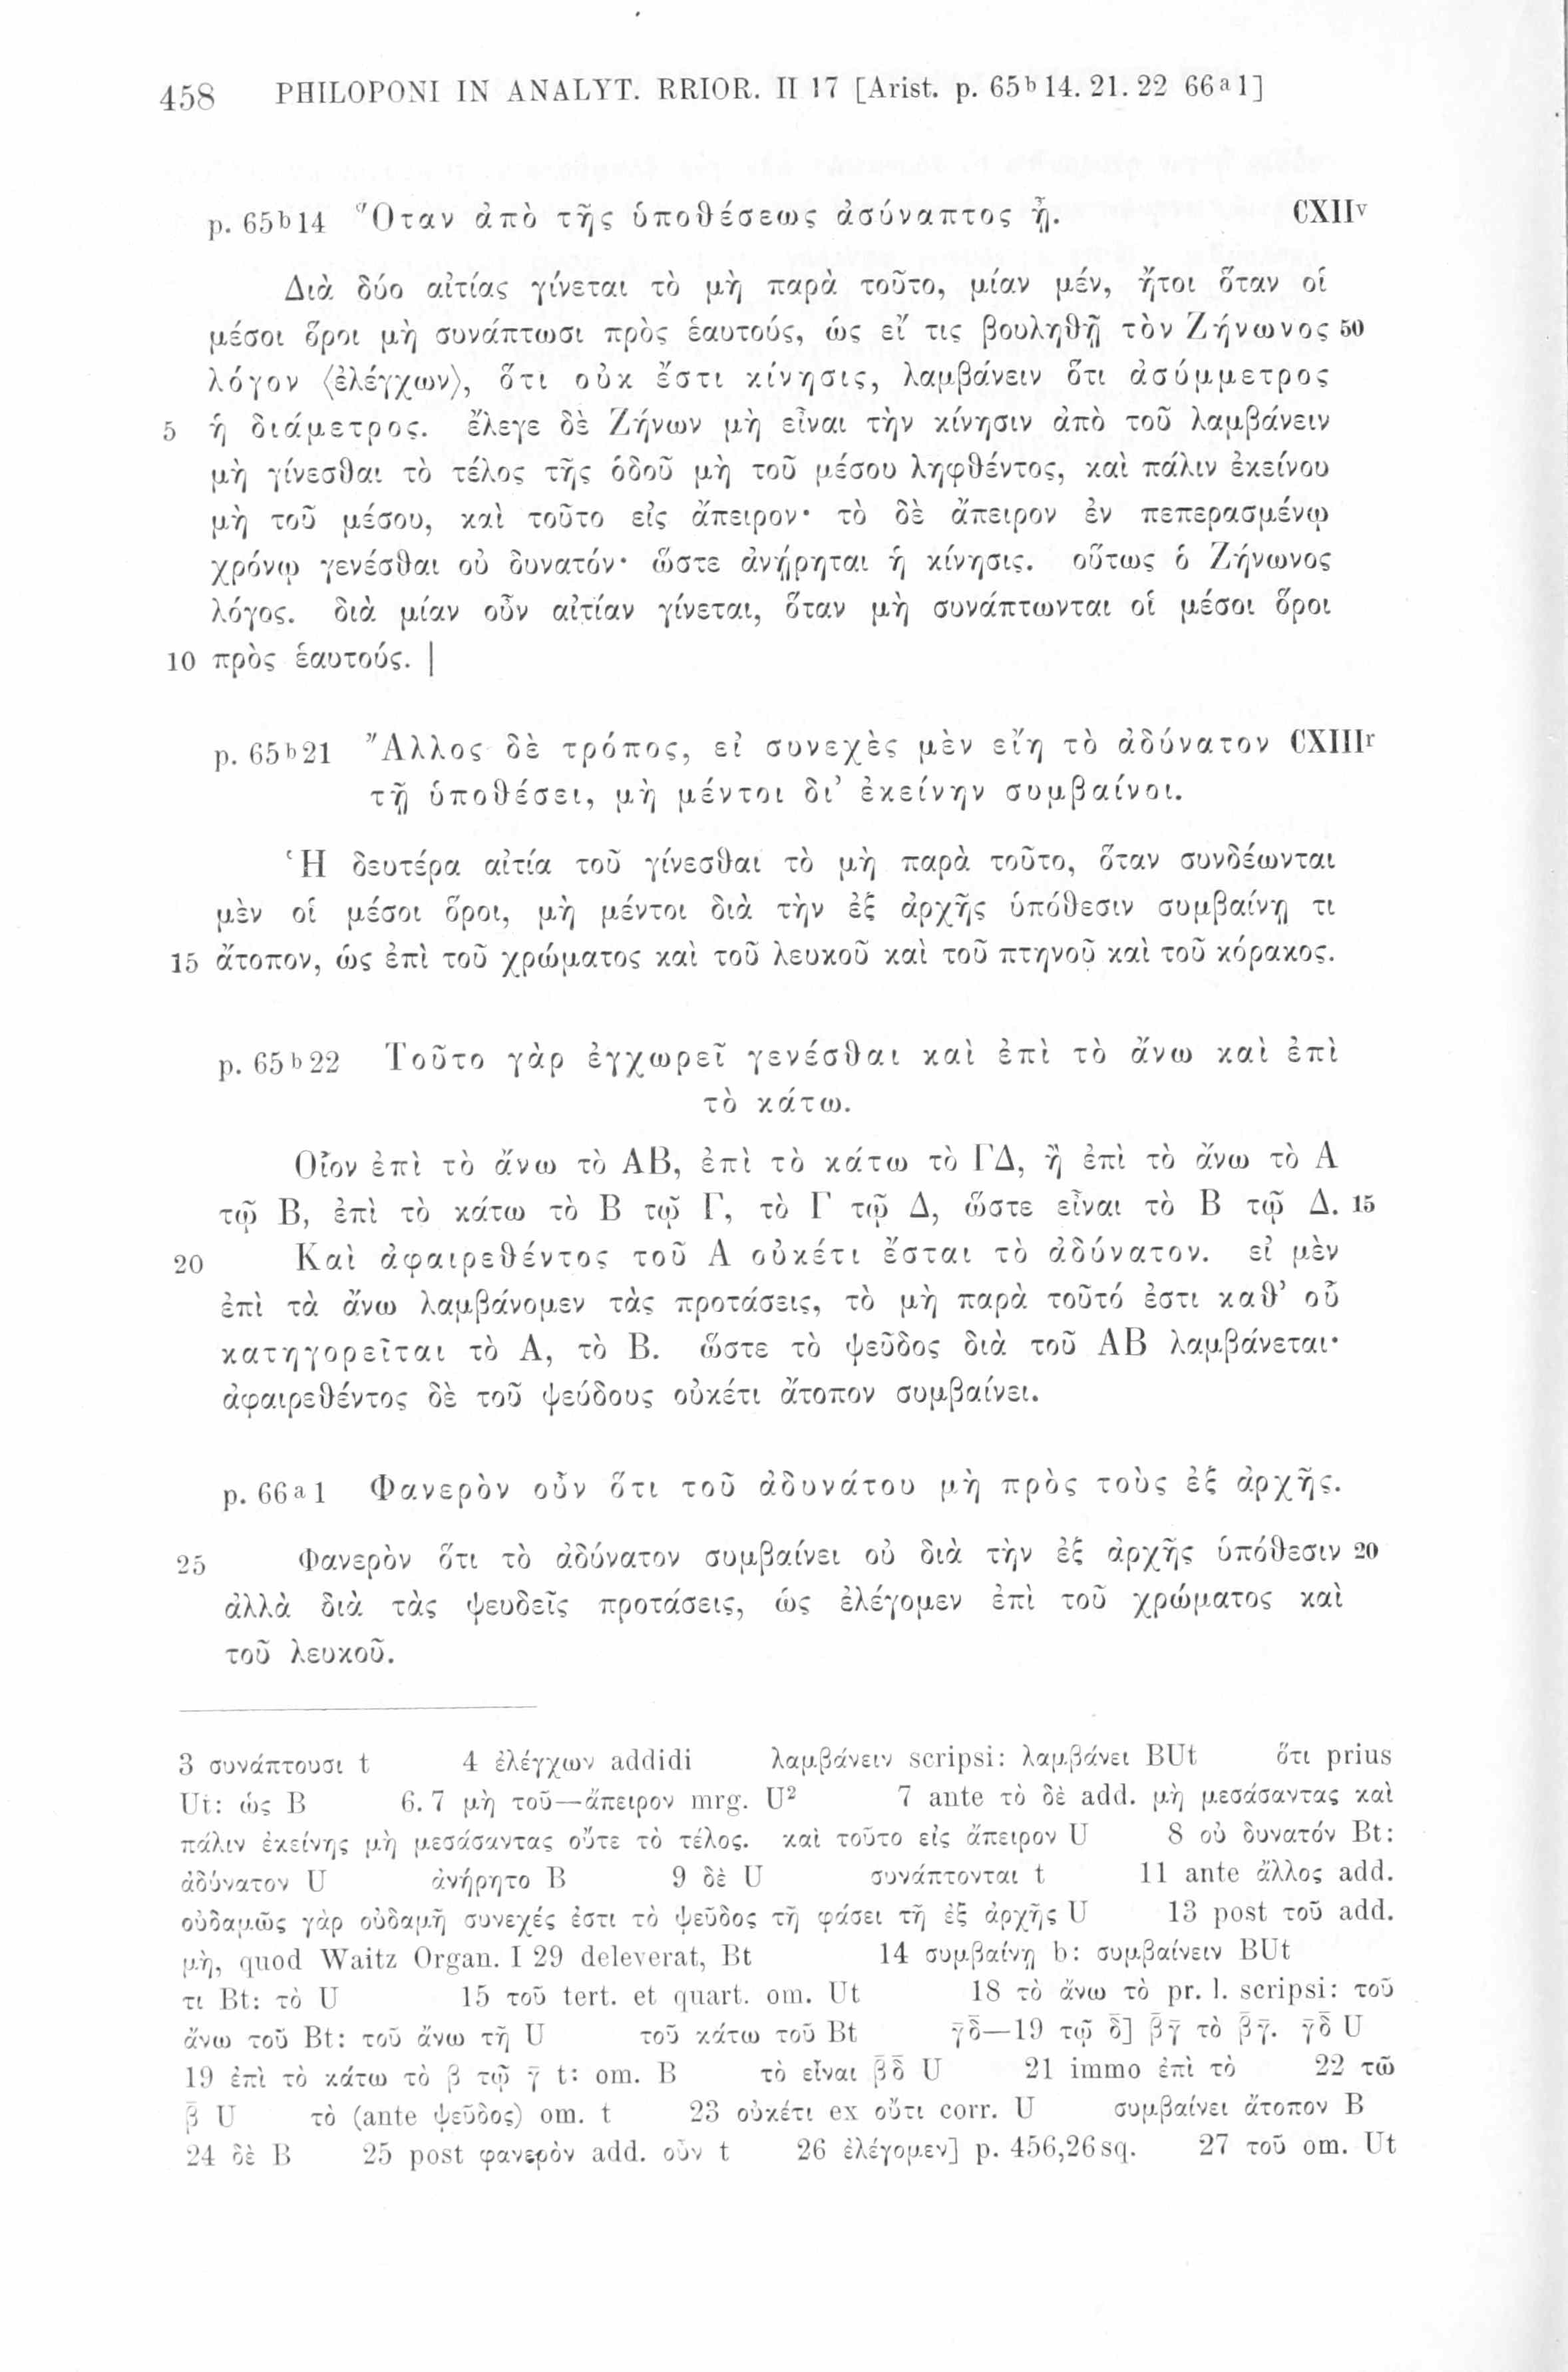 458 PHILOPONI IN ANALYT. RRIOR. II 17 [Arist. p. 65b 14. 21. 22 66a 1]
p. 65b14 Ὅταν ἀπὸ τῆς ὑποθέσεως ἀσύναπτος ᾖ. CXIIv
Διὰ δύο αἰτίας γίνεται τὸ μὴ παρὰ τοῦτο, μίαν μέν, ἤτοι ὅταν οἱ
μέσοι ὅροι μὴ συνάπτωσι πρὸς ἑαυτούς, ὡς εἴ τις βουληθῇ τὸν Ζήνωνος 50
λόγον ⟨ἐλέγχων⟩, ὅτι οὐκ ἔστι κίνησις, λαμβάνειν ὅτι ἀσύμμετρος
5 ἡ διάμετρος. ἔλεγε δὲ Ζήνων μὴ εἶναι τὴν κίνησιν ἀπὸ τοῦ λαμβάνειν
μὴ γίνεσθαι τὸ τέλος τῆς ὁδοῦ μὴ τοῦ μέσου ληφθέντος, καὶ πάλιν ἐκείνου
μὴ τοῦ μέσου, καὶ τοῦτο εἰς ἄπειρον· τὸ δὲ ἄπειρον ἐν πεπερασμένῳ
χρόνῳ γενέσθαι οὐ δυνατόν· ὥστε ἀνῄρηται ἡ κίνησις. οὕτως ὁ Ζήνωνος
λόγος. διὰ μίαν οὖν αἰτίαν γίνεται, ὅταν μὴ συνάπτωνται οἱ μέσοι ὅροι
10 πρὸς ἑαυτούς. |
p. 65b21 Ἄλλος δὲ τρόπος, εἰ συνεχὲς μὲν εἴη τὸ ἀδύνατον CXIIIr
τῇ ὑποθέσει, μὴ μέντοι δι’ ἐκείνην συμβαίνοι.
Ἡ δευτέρα αἰτία τοῦ γίνεσθαι τὸ μὴ παρὰ τοῦτο, ὅταν συνδέωνται
μὲν οἱ μέσοι ὅροι, μὴ μέντοι διὰ τὴν ἐξ ἀρχῆς ὑπόθεσιν συμβαίνῃ τι
15 ἄτοπον, ὡς ἐπὶ τοῦ χρώματος καὶ τοῦ λευκοῦ καὶ τοῦ πτηνοῦ καὶ τοῦ κόρακος.
p. 65b22 Τοῦτο γὰρ ἐγχωρεῖ γενέσθαι καὶ ἐπὶ τὸ ἄνω καὶ ἐπὶ
τὸ κάτω.
Οἷον ἐπὶ τὸ ἄνω τὸ ΑΒ, ἐπὶ τὸ κάτω τὸ ΓΔ, ἢ ἐπὶ τὸ ἄνω τὸ Α
τῷ Β, ἐπὶ τὸ κάτω τὸ Β τῷ Γ, τὸ Γ τῷ Δ, ὥστε εἶναι τὸ Β τῷ Δ. 15
20 Καὶ ἀφαιρεθέντος τοῦ Α οὐκέτι ἔσται τὸ ἀδύνατον. εἰ μὲν
ἐπὶ τὰ ἄνω λαμβάνομεν τὰς προτάσεις, τὸ μὴ παρὰ τοῦτό ἐστι καθ’ οὗ
κατηγορεῖται τὸ Α, τὸ Β. ὥστε τὸ ψεῦδος διὰ τοῦ ΑΒ λαμβάνεται·
ἀφαιρεθέντος δὲ τοῦ ψεύδους οὐκέτι ἄτοπον συμβαίνει.
p. 66a1 Φανερὸν οὖν ὅτι τοῦ ἀδυνάτου μὴ πρὸς τοὺς ἐξ ἀρχῆς.
25 Φανερὸν ὅτι τὸ ἀδύνατον συμβαίνει οὐ διὰ τὴν ἐξ ἀρχῆς ὑπόθεσιν 20
ἀλλὰ διὰ τὰς ψευδεῖς προτάσεις, ὡς ἐλέγομεν ἐπὶ τοῦ χρώματος καὶ
τοῦ λευκοῦ.
3 συνάπτουσι t 4 ἐλέγχων addidi λαμβάνειν scripsi: λαμβάνει BUt ὅτι prius
Ut: ὡς B 6. 7 μὴ τοῦ—ἄπειρον mrg. U² 7 ante τὸ δὲ add. μὴ μεσάσαντας καὶ
πάλιν ἐκείνης μὴ μεσάσαντας οὔτε τὸ τέλος. καὶ τοῦτο εἰς ἄπειρον U 8 οὐ δυνατόν Bt:
ἀδύνατον U ἀνήρητο B 9 δὲ U συνάπτονται t 11 ante ἄλλος add.
οὐδαμῶς γὰρ οὐδαμῇ συνεχές ἐστι τὸ ψεῦδος τῇ φάσει τῇ ἐξ ἀρχῆς U 13 post τοῦ add.
μὴ, quod Waitz Organ. I 29 deleverat, Bt 14 συμβαίνῃ b: συμβαίνειν BUt
τι Bt: τὸ U 15 τοῦ tert. et quart. om. Ut 18 τὸ ἄνω τὸ pr. l. scripsi: τοῦ
ἄνω τοῦ Bt: τοῦ ἄνω τῇ U τοῦ κάτω τοῦ Bt γ̄δ̄—19 τῷ δ̄] β̄γ̄ τὸ β̄γ̄. γ̄δ̄ U
19 ἐπὶ τὸ κάτω τὸ β̄ τῷ γ̄ t: om. B τὸ εἶναι β̄δ̄ U 21 immo ἐπὶ τὸ 22 τῶ
β̄ U τὸ (ante ψεῦδος) om. t 23 οὐκέτι ex οὔτι corr. U συμβαίνει ἄτοπον B
24 δὲ B 25 post φανερὸν add. οὖν t 26 ἐλέγομεν] p. 456,26 sq. 27 τοῦ om. Ut